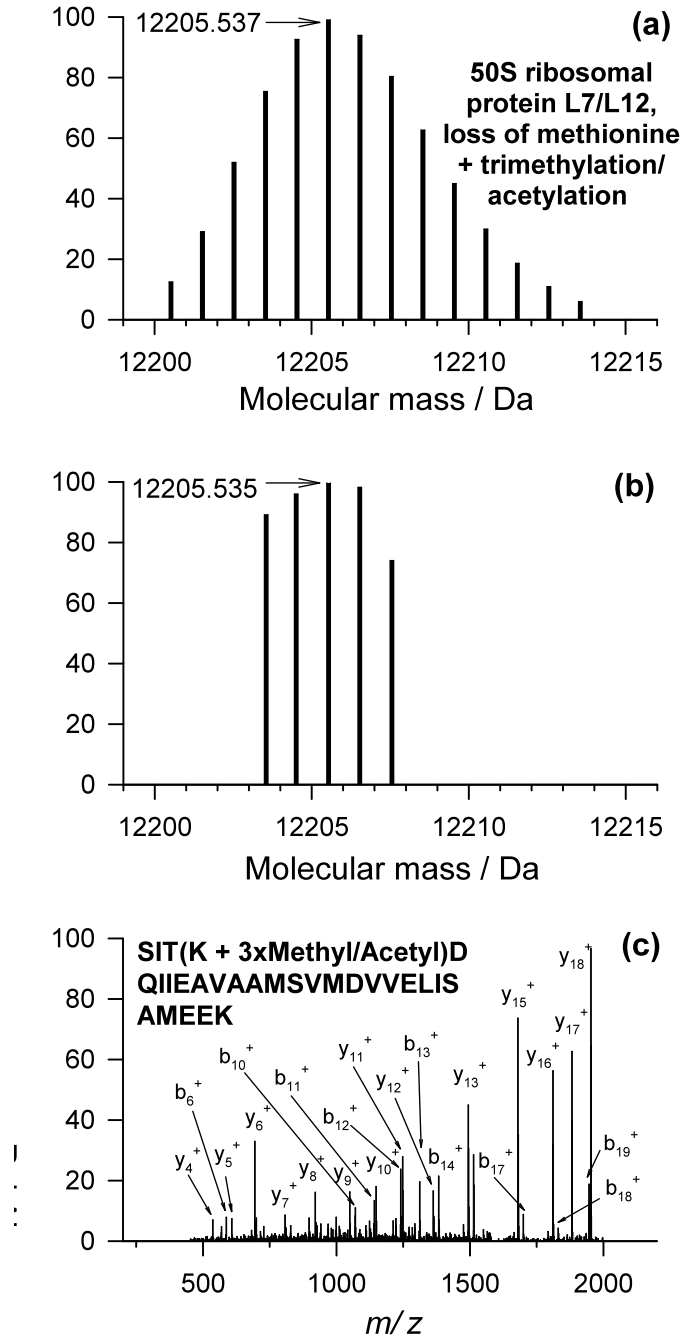 100
80
60
40
20
0
12205.537
(a)
50S ribosomal
protein L7/L12,
loss of methionine
+ trimethylation/
acetylation
12200 12205 12210 12215
Molecular mass / Da
100
80
60
40
20
0
12205.535
(b)
12200 12205 12210 12215
Molecular mass / Da
100
80
60
40
20
0
SIT(K + 3xMethyl/Acetyl)D
QIIEAVAAMSVMDVVELIS
AMEEK
(c)
y4+
b6+
y5+
b10+
y6+
b11+
y7+
y8+
b12+
y9+
y11+
y10+
y12+
b13+
b14+
y13+
b17+
y15+
y16+
y17+
y18+
b19+
b18+
500 1000 1500 2000
m/z